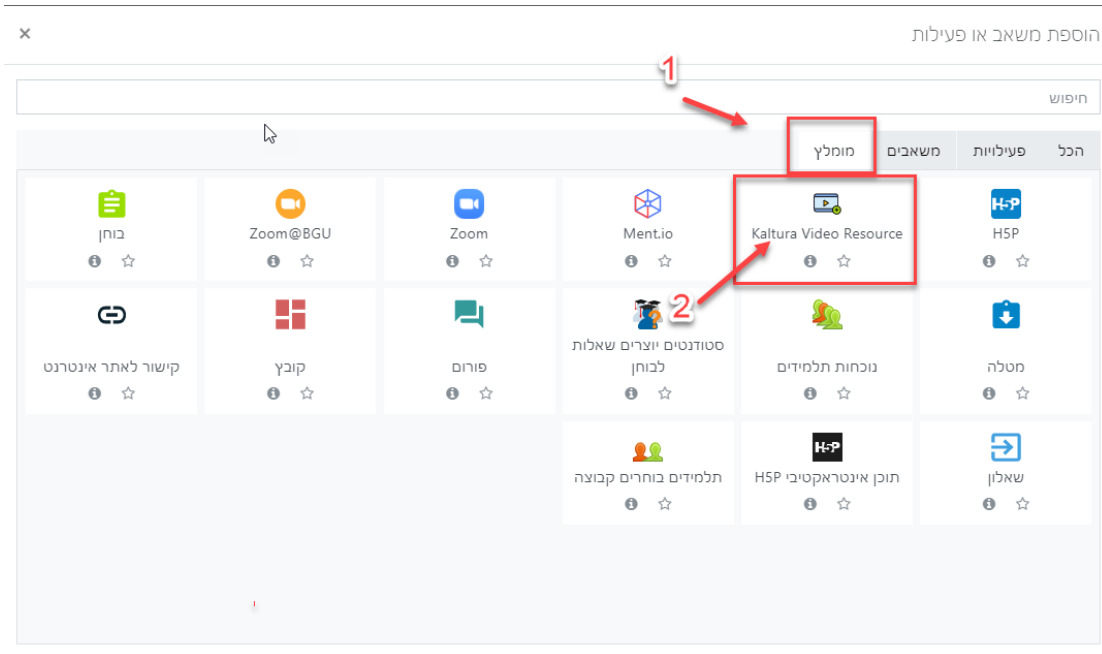 הוספת משאב או פעילות
×
1
חיפוש
הכל
פעילויות
משאבים
מומלץ
H5P
H5P
Kaltura Video Resource
Ment.io
Zoom
Zoom@BGU
בוחן
2
מטלה
נוכחות תלמידים
סטודנטים יוצרים שאלות
לבוחן
פורום
קובץ
קישור לאתר אינטרנט
שאלון
H5P
תוכן אינטראקטיבי H5P
תלמידים בוחרים קבוצה
י